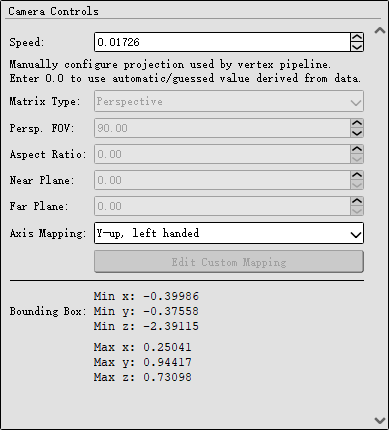 Camera Controls
Speed: 0.01726
Manually configure projection used by vertex pipeline.
Enter 0.0 to use automatic/guessed value derived from data.
Matrix Type: Perspective
Persp. FOV: 90.00
Aspect Ratio: 0.00
Near Plane: 0.00
Far Plane: 0.00
Axis Mapping: Y-up, left handed
Edit Custom Mapping
Min x: -0.39986
Bounding Box: Min y: -0.37558
Min z: -2.39115
Max x: 0.25041
Max y: 0.94417
Max z: 0.73098